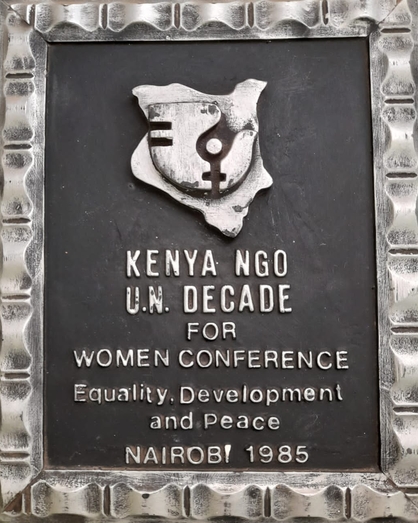 KENYA NGO
U.N. DECADE
FOR
WOMEN CONFERENCE
Equality, Development
and Peace
NAIROBI 1985